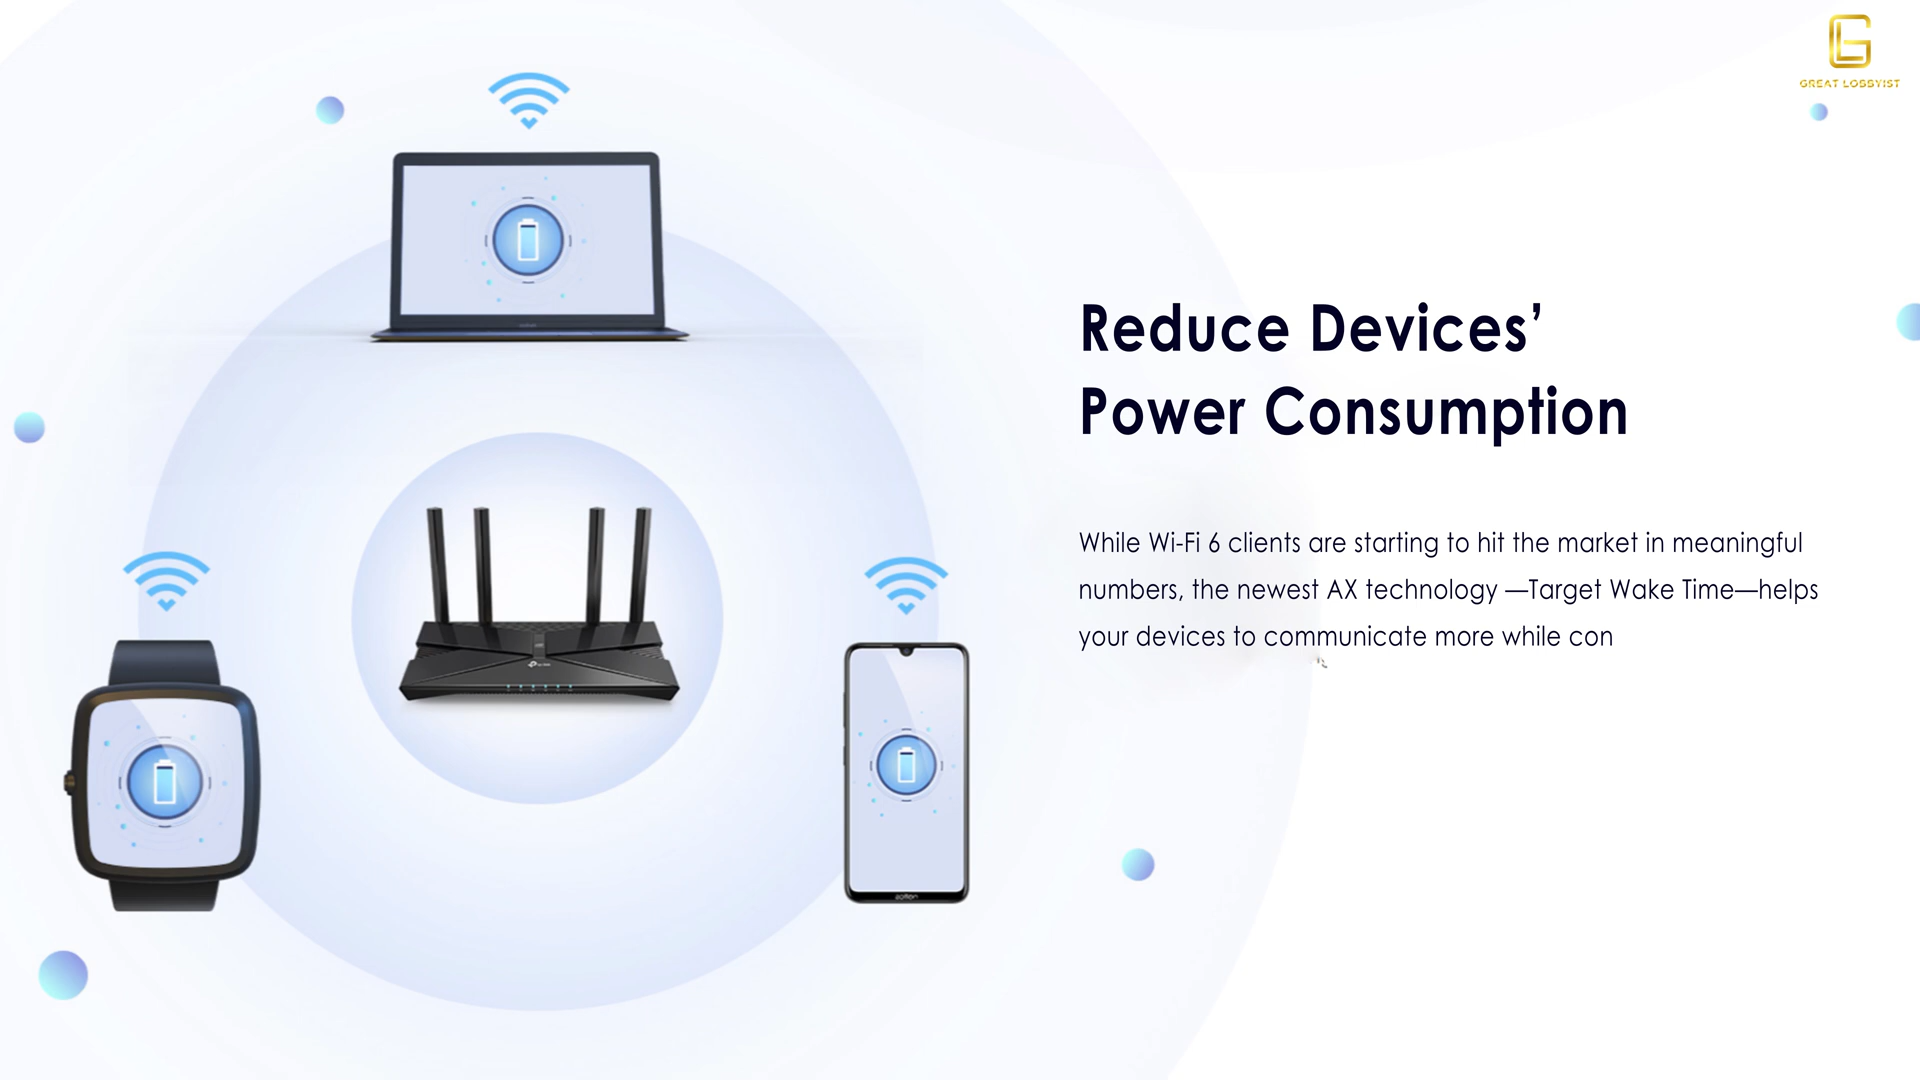 GREAT LOBBYIST
Reduce Devices’
Power Consumption
While Wi-Fi 6 clients are starting to hit the market in meaningful
numbers, the newest AX technology —Target Wake Time—helps
your devices to communicate more while con